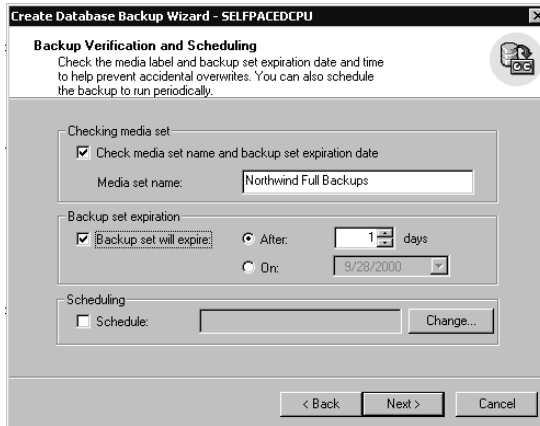 Create Database Backup Wizard - SELFPACEDCPU
Backup Verification and Scheduling
Check the media label and backup set expiration date and time
to help prevent accidental overwrites. You can also schedule
the backup to run periodically.
Checking media set
Check media set name and backup set expiration date
Media set name: Northwind Full Backups
Backup set expiration
Backup set will expire: After: 1 days
On: 9/28/2000
Scheduling
Schedule: Change...
< Back Next > Cancel